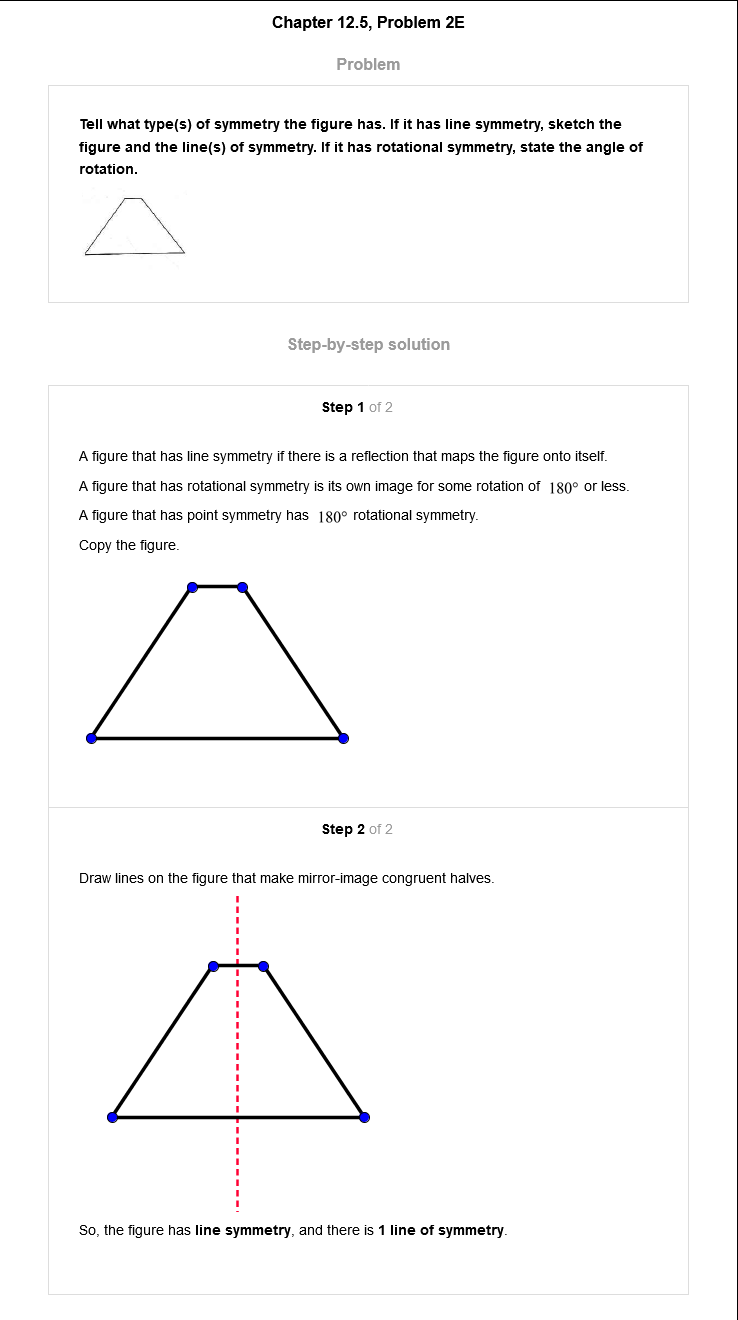 Chapter 12.5, Problem 2E
Problem
Tell what type(s) of symmetry the figure has. If it has line symmetry, sketch the
figure and the line(s) of symmetry. If it has rotational symmetry, state the angle of
rotation.
Step-by-step solution
Step 1 of 2
A figure that has line symmetry if there is a reflection that maps the figure onto itself.
A figure that has rotational symmetry is its own image for some rotation of 180° or less.
A figure that has point symmetry has 180° rotational symmetry.
Copy the figure.
Step 2 of 2
Draw lines on the figure that make mirror-image congruent halves.
So, the figure has line symmetry, and there is 1 line of symmetry.